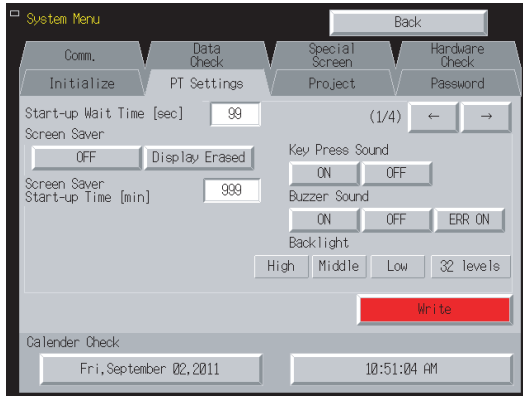 System Menu
Back
Comm.
Data
Check
Special
Screen
Hardware
Check
Initialize
PT Settings
Project
Password
Start-up Wait Time [sec]
99
(1/4)
←
→
Screen Saver
OFF
Display Erased
Key Press Sound
ON
OFF
Screen Saver
Start-up Time [min]
999
Buzzer Sound
ON
OFF
ERR ON
Backlight
High
Middle
Low
32 levels
Write
Calender Check
Fri,September 02,2011
10:51:04 AM